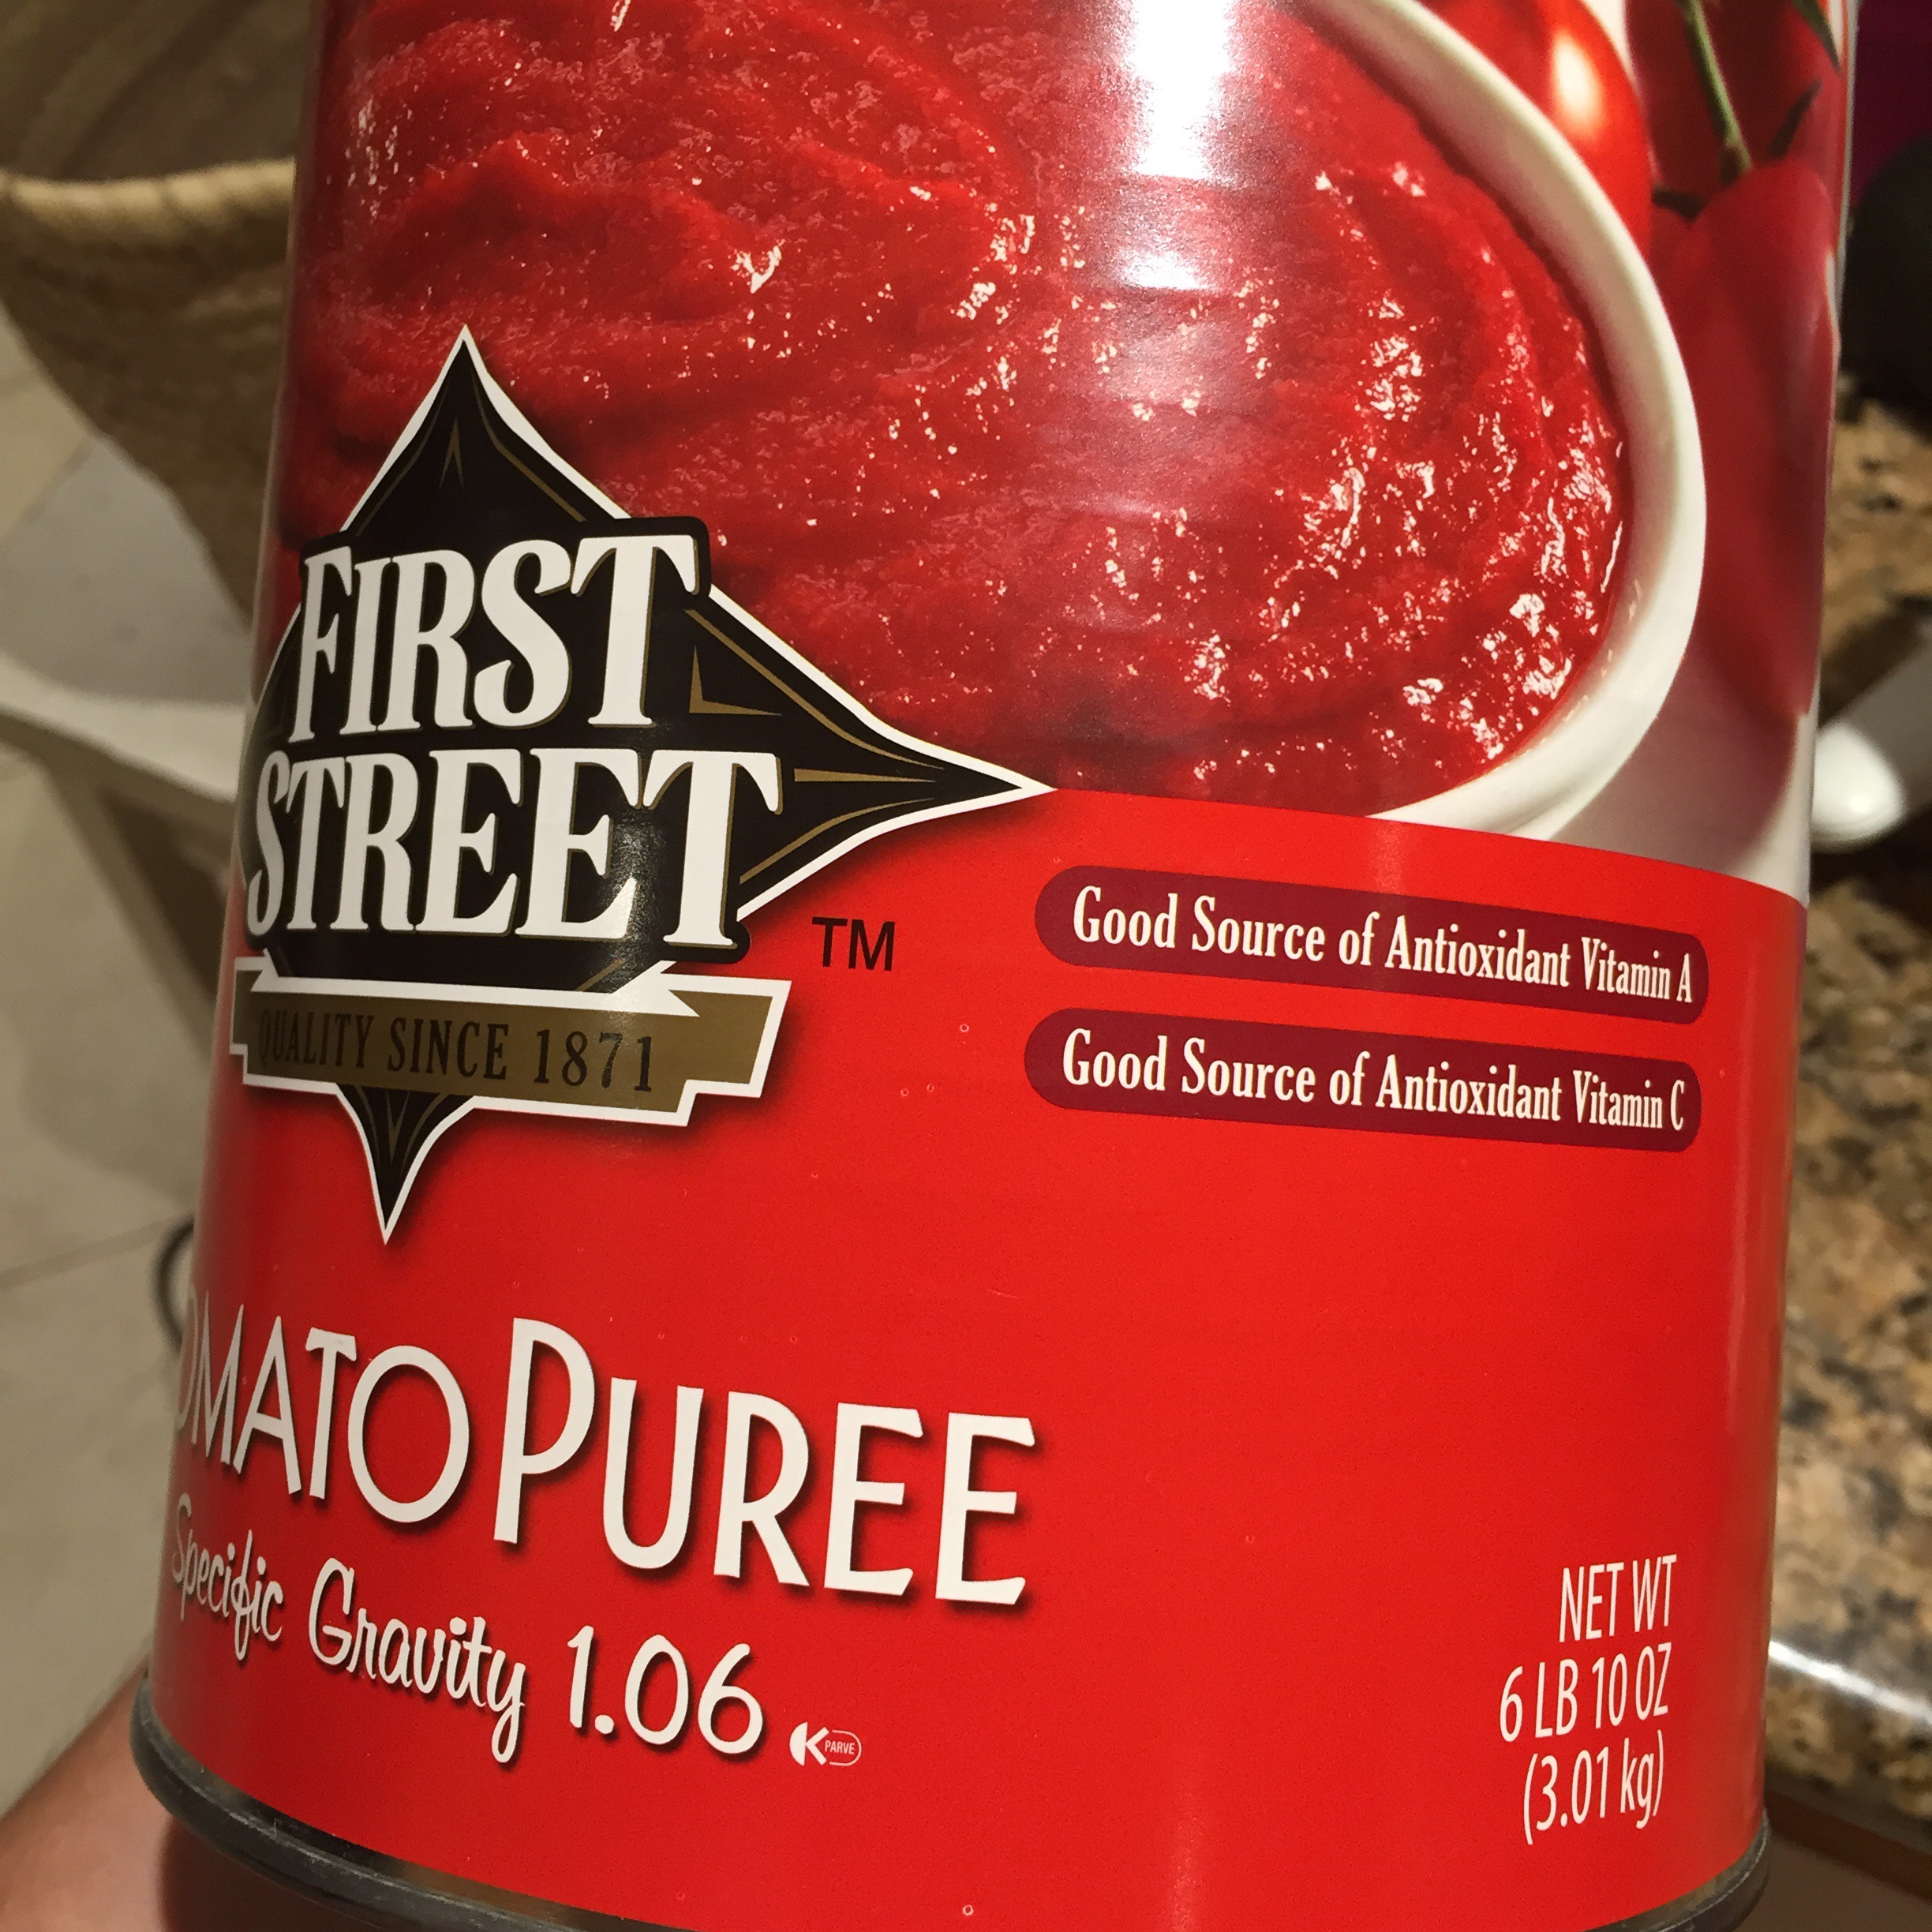 FIRST
STREET
TM
QUALITY SINCE 1871
Good Source of Antioxidant Vitamin A
Good Source of Antioxidant Vitamin C
OMATO PUREE
Specific Gravity 1.06
K PARVE
NET WT
6 LB 10 OZ
(3.01 kg)